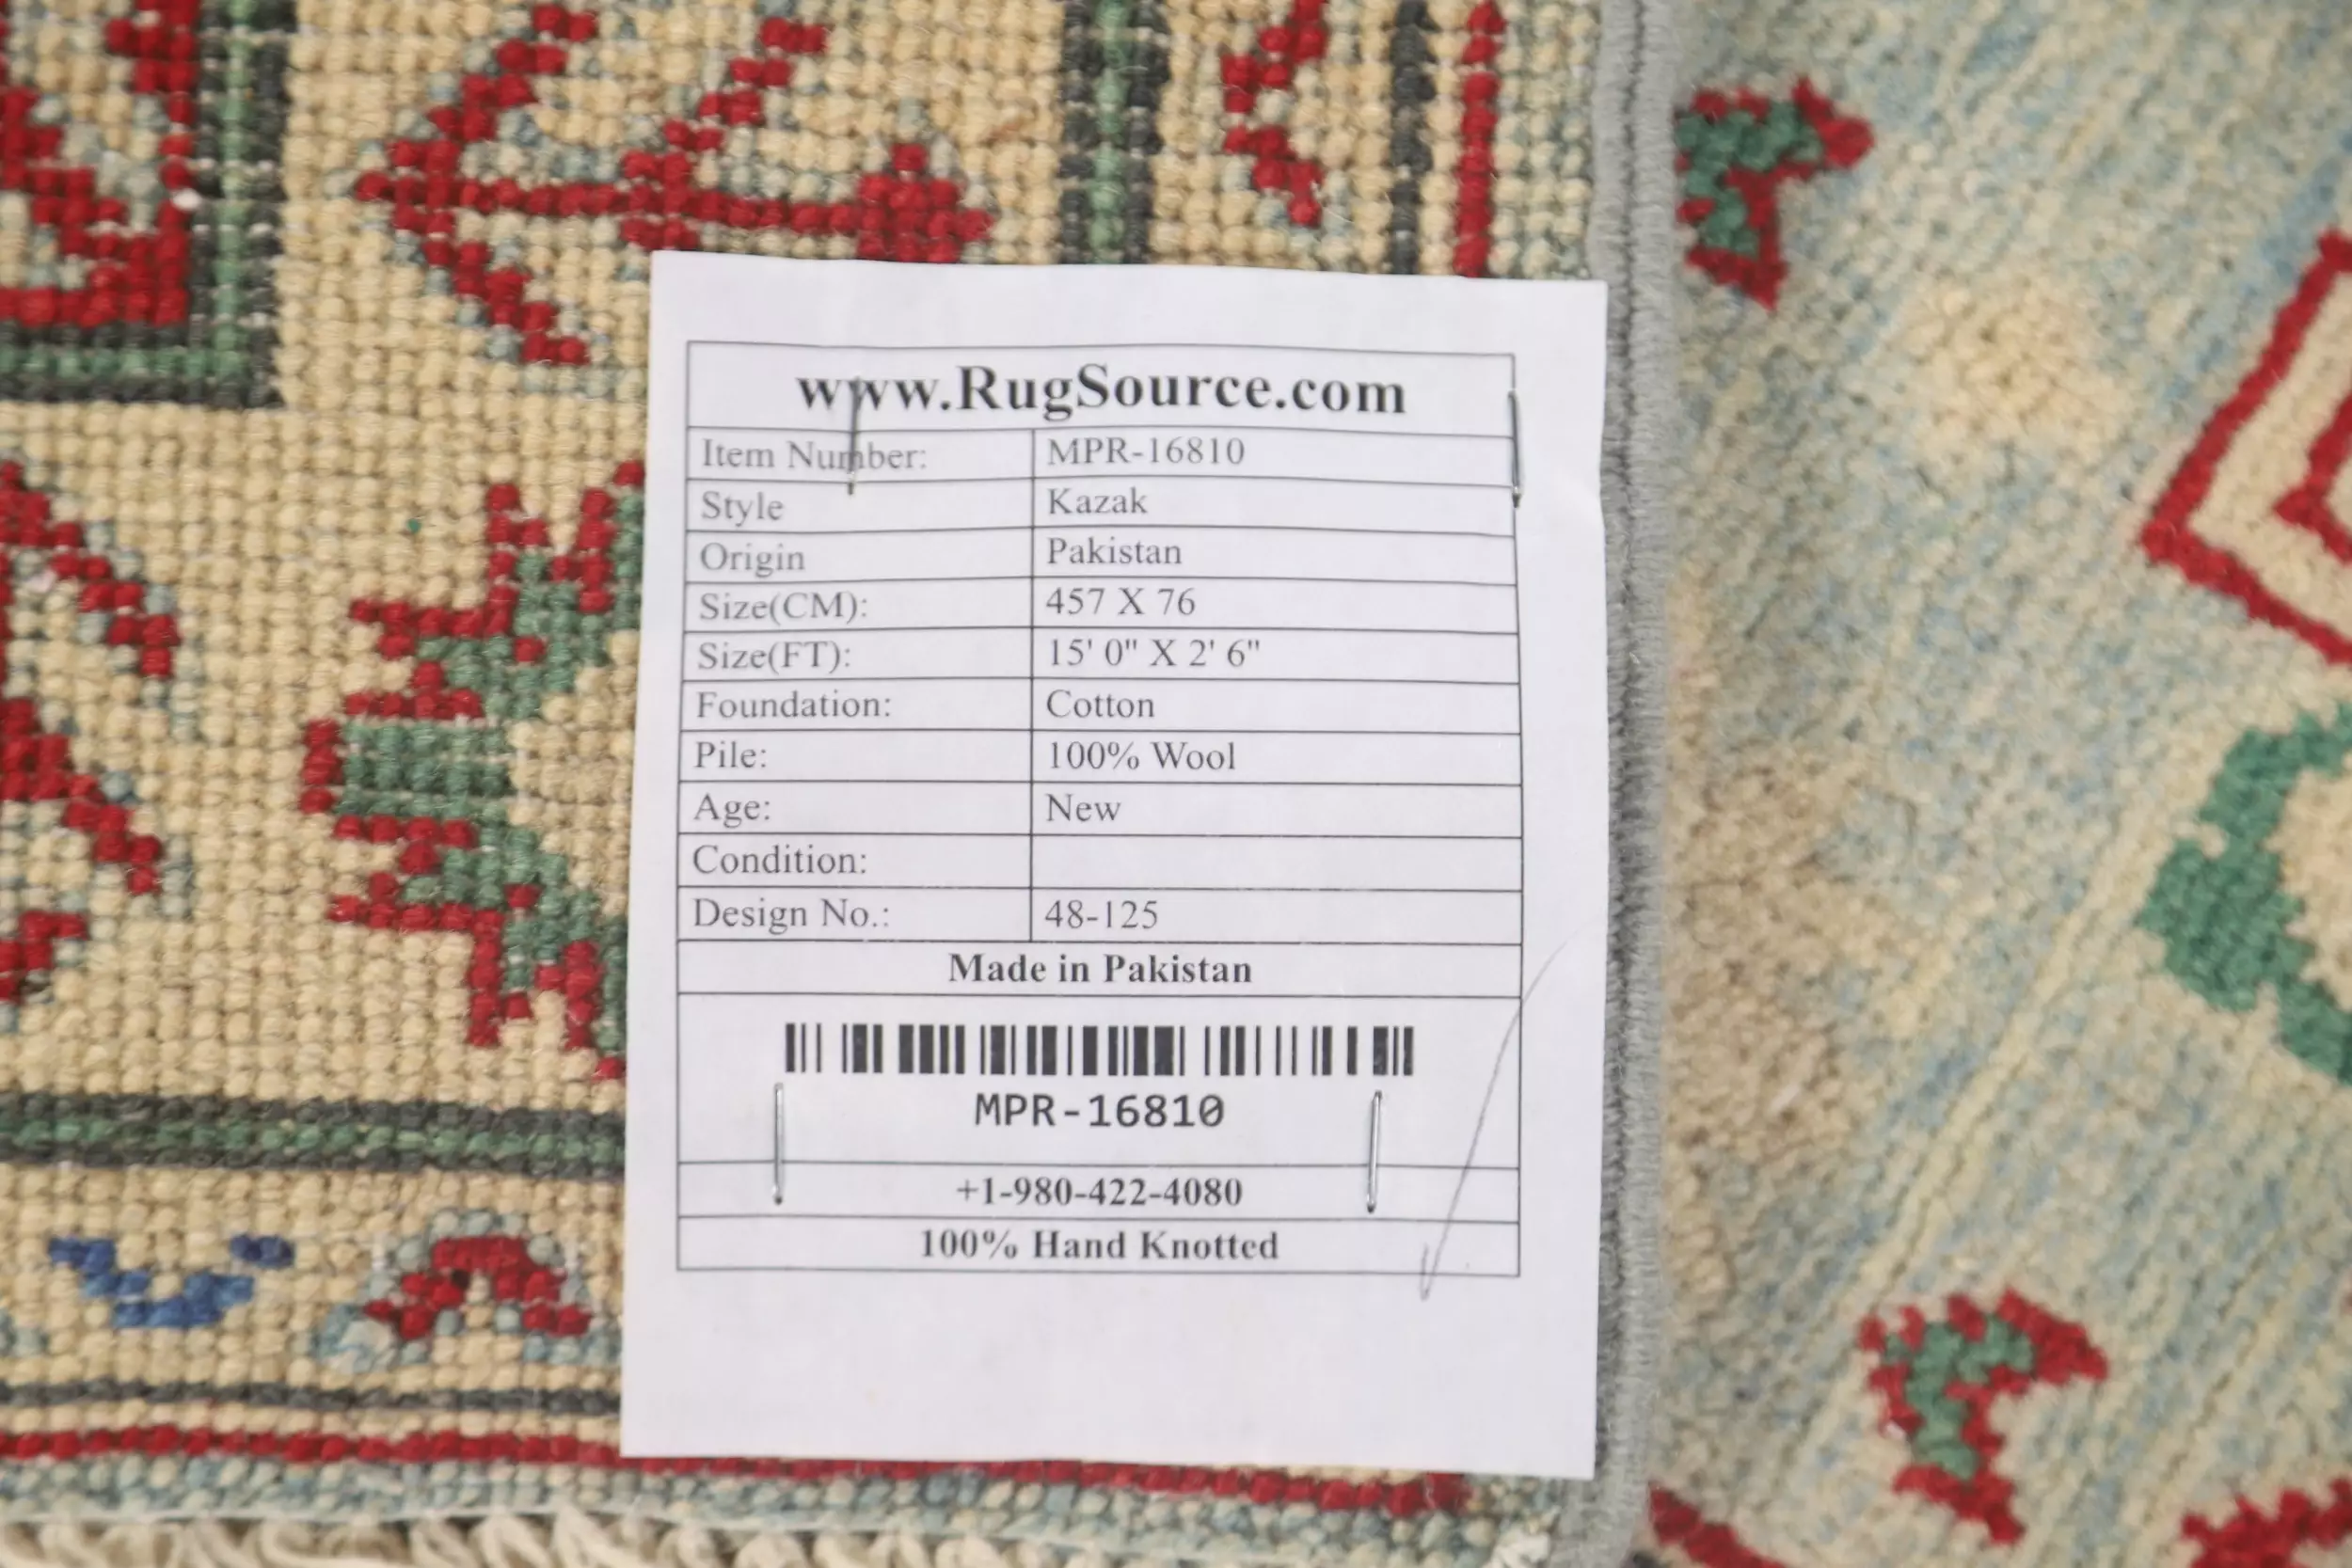 www.RugSource.com
Item Number: MPR-16810
Style Kazak
Origin Pakistan
Size(CM): 457 X 76
Size(FT): 15' 0" X 2' 6"
Foundation: Cotton
Pile: 100% Wool
Age: New
Condition:
Design No.: 48-125
Made in Pakistan
MPR-16810
+1-980-422-4080
100% Hand Knotted